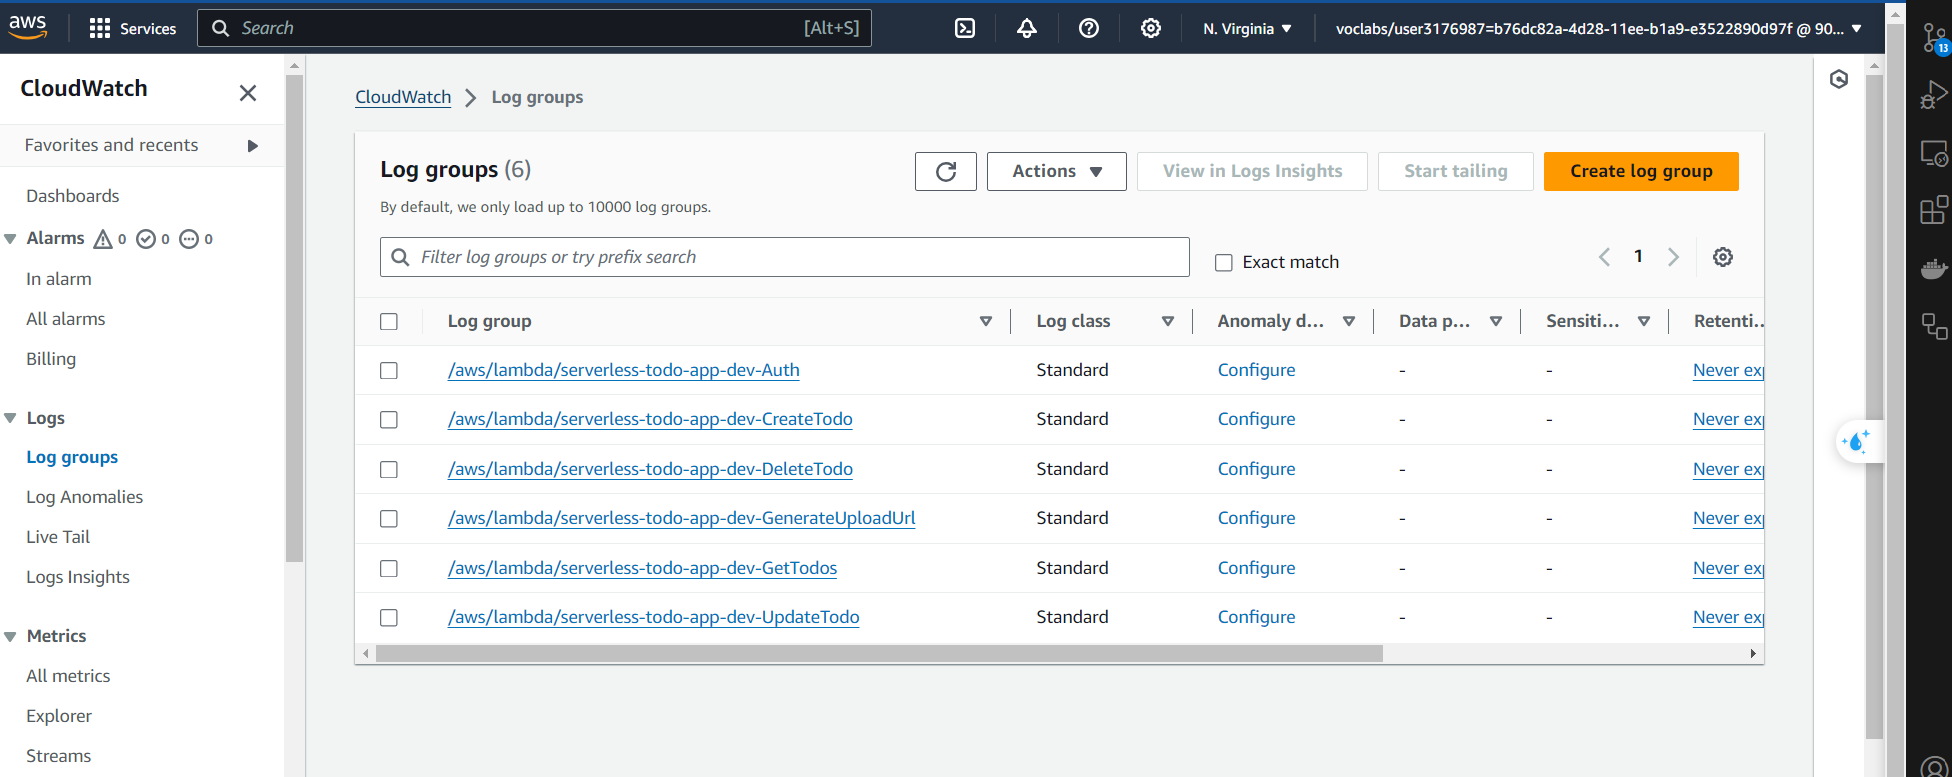 aws
Services
Search
[Alt+S]
N. Virginia
voclabs/user3176987=b76dc82a-4d28-11ee-b1a9-e3522890d97f @ 90...
13
CloudWatch
Favorites and recents
Dashboards
Alarms 0 0 0
In alarm
All alarms
Billing
Logs
Log groups
Log Anomalies
Live Tail
Logs Insights
Metrics
All metrics
Explorer
Streams
CloudWatch
Log groups
Log groups (6)
Actions
View in Logs Insights
Start tailing
Create log group
By default, we only load up to 10000 log groups.
Filter log groups or try prefix search
Exact match
1
Log group Log class Anomaly d... Data p... Sensiti... Retenti...
/aws/lambda/serverless-todo-app-dev-Auth Standard Configure - - Never exp
/aws/lambda/serverless-todo-app-dev-CreateTodo Standard Configure - - Never exp
/aws/lambda/serverless-todo-app-dev-DeleteTodo Standard Configure - - Never exp
/aws/lambda/serverless-todo-app-dev-GenerateUploadUrl Standard Configure - - Never exp
/aws/lambda/serverless-todo-app-dev-GetTodos Standard Configure - - Never exp
/aws/lambda/serverless-todo-app-dev-UpdateTodo Standard Configure - - Never exp